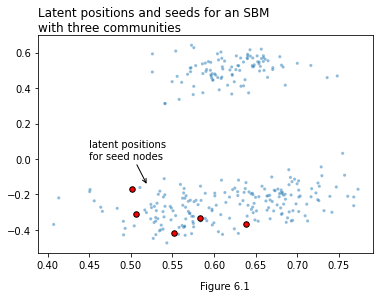 Latent positions and seeds for an SBM
with three communities
0.6
0.4
0.2
0.0
−0.2
−0.4
latent positions
for seed nodes
0.40
0.45
0.50
0.55
0.60
0.65
0.70
0.75
Figure 6.1